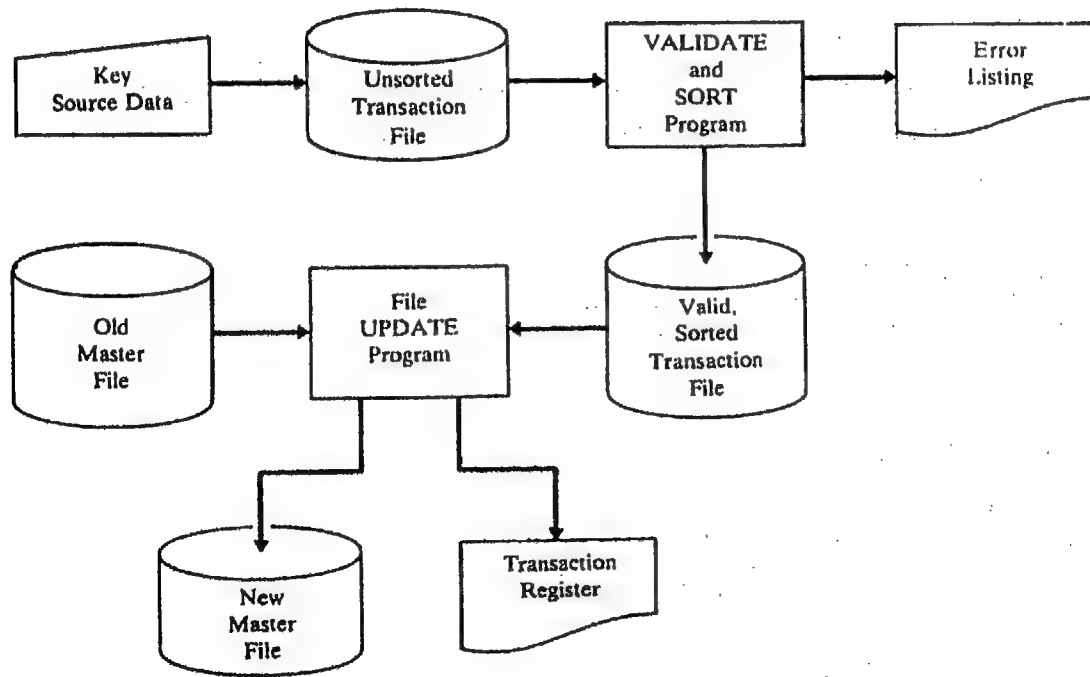 Key
Source Data
Unsorted
Transaction
File
VALIDATE
and
SORT
Program
Error
Listing
Old
Master
File
File
UPDATE
Program
Valid,
Sorted
Transaction
File
New
Master
File
Transaction
Register